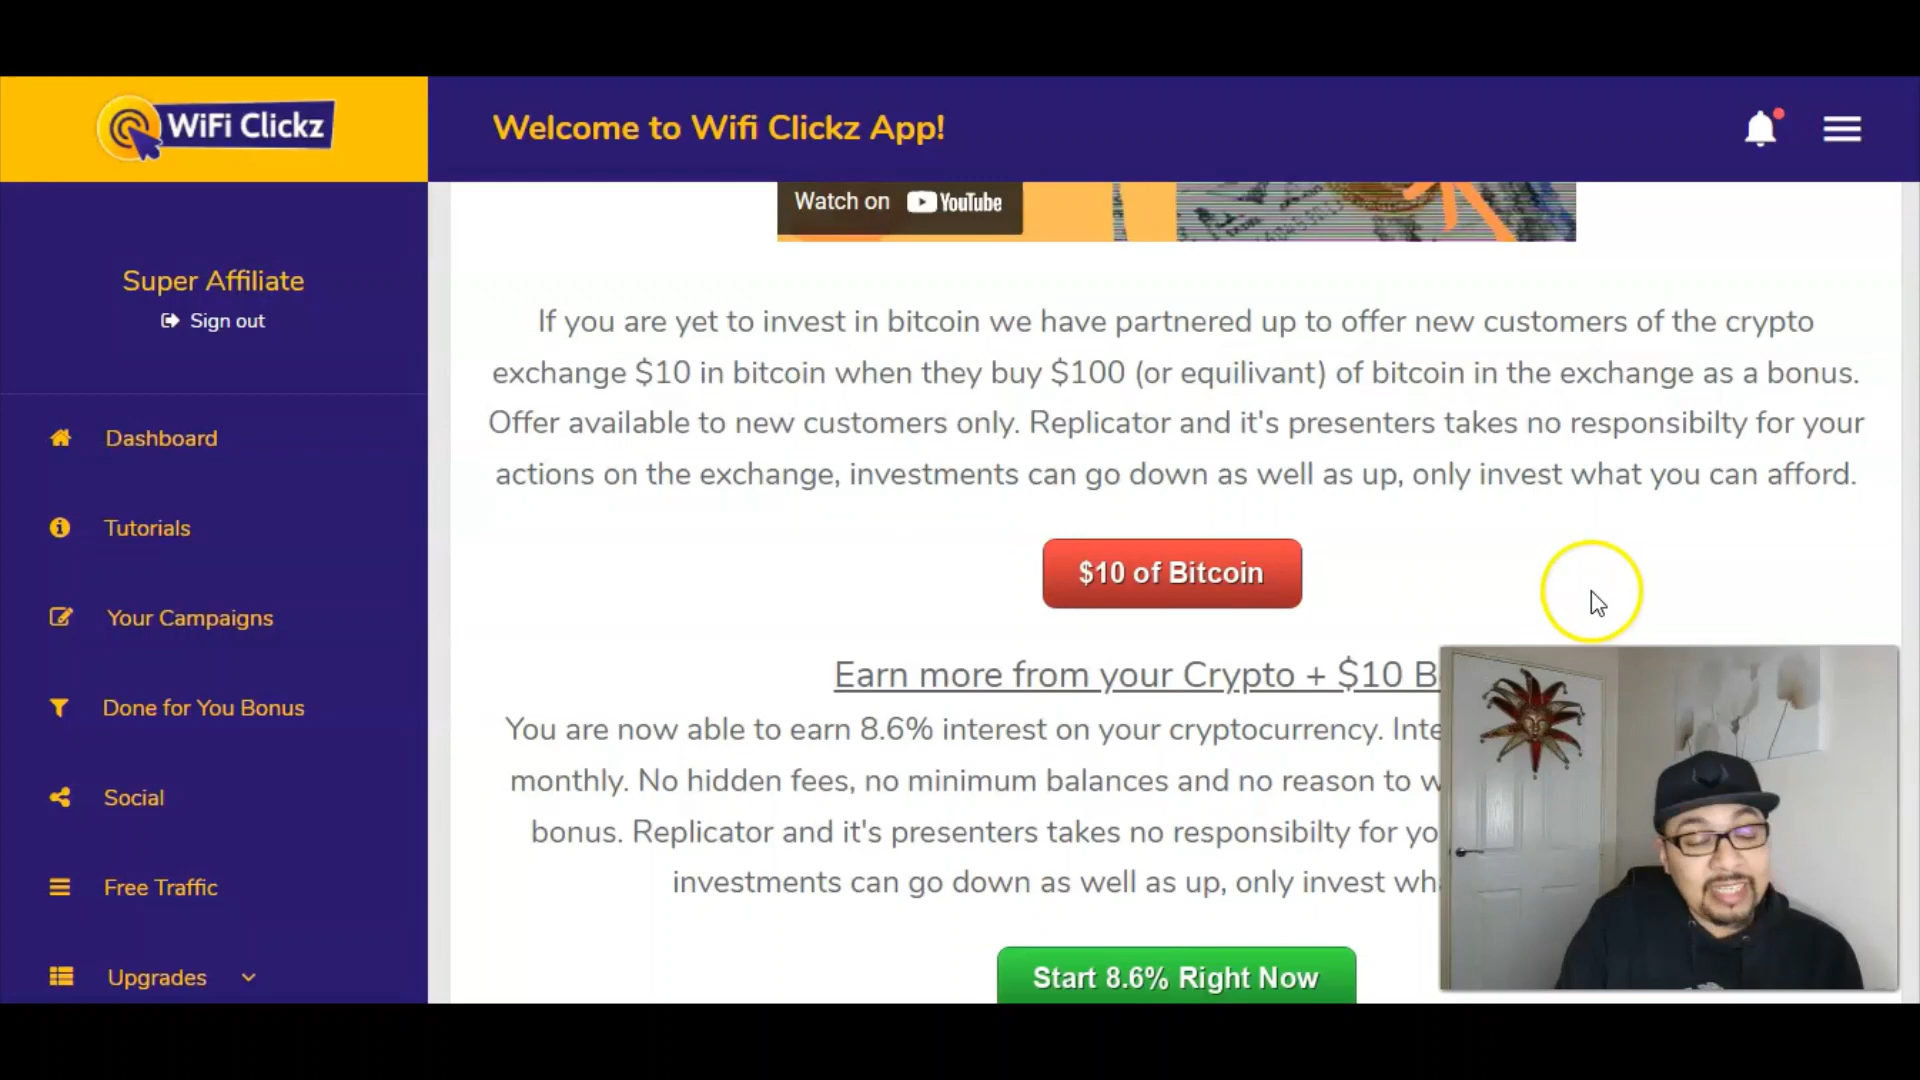 WiFi Clickz
Welcome to Wifi Clickz App!
Super Affiliate
Sign out
Dashboard
Tutorials
Your Campaigns
Done for You Bonus
Social
Free Traffic
Upgrades
Watch on YouTube
If you are yet to invest in bitcoin we have partnered up to offer new customers of the crypto
exchange $10 in bitcoin when they buy $100 (or equilivant) of bitcoin in the exchange as a bonus.
Offer available to new customers only. Replicator and it's presenters takes no responsibilty for your
actions on the exchange, investments can go down as well as up, only invest what you can afford.
$10 of Bitcoin
Earn more from your Crypto + $10 B
You are now able to earn 8.6% interest on your cryptocurrency. Inte
monthly. No hidden fees, no minimum balances and no reason to w
bonus. Replicator and it's presenters takes no responsibilty for yo
investments can go down as well as up, only invest wha
Start 8.6% Right Now